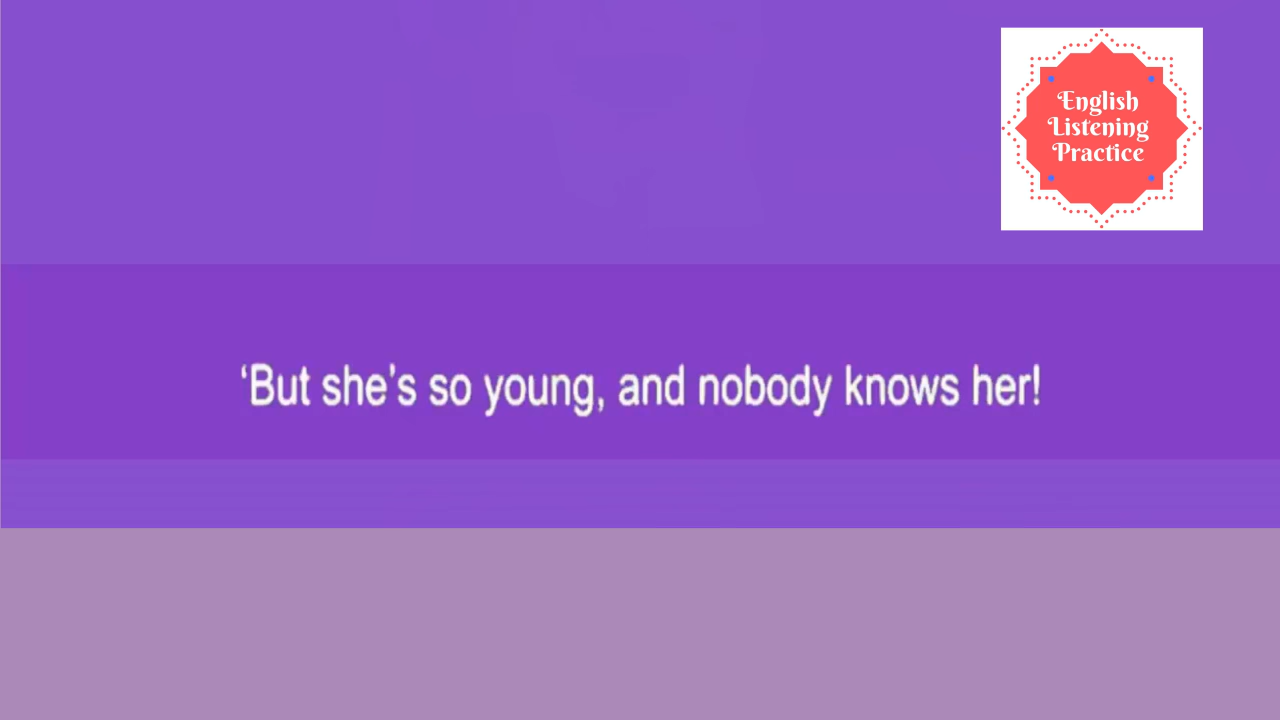 English
Listening
Practice
‘But she’s so young, and nobody knows her!